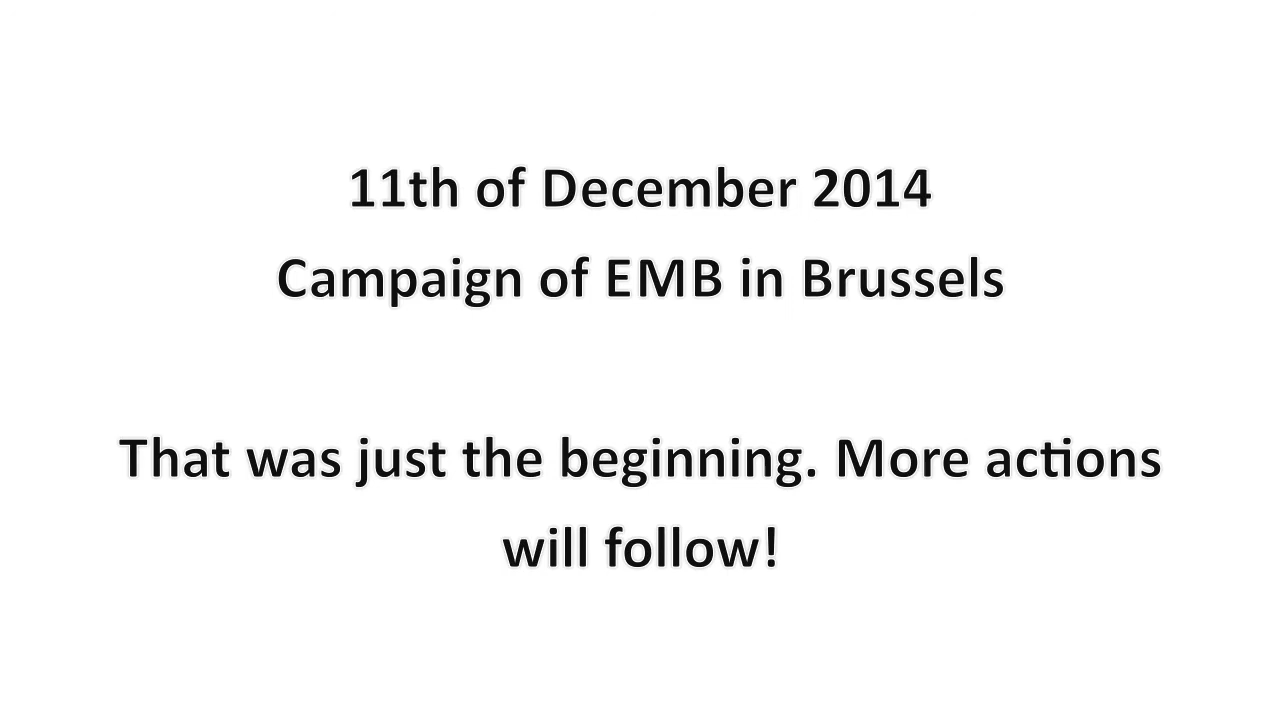 11th of December 2014
Campaign of EMB in Brussels
That was just the beginning. More actions
will follow!